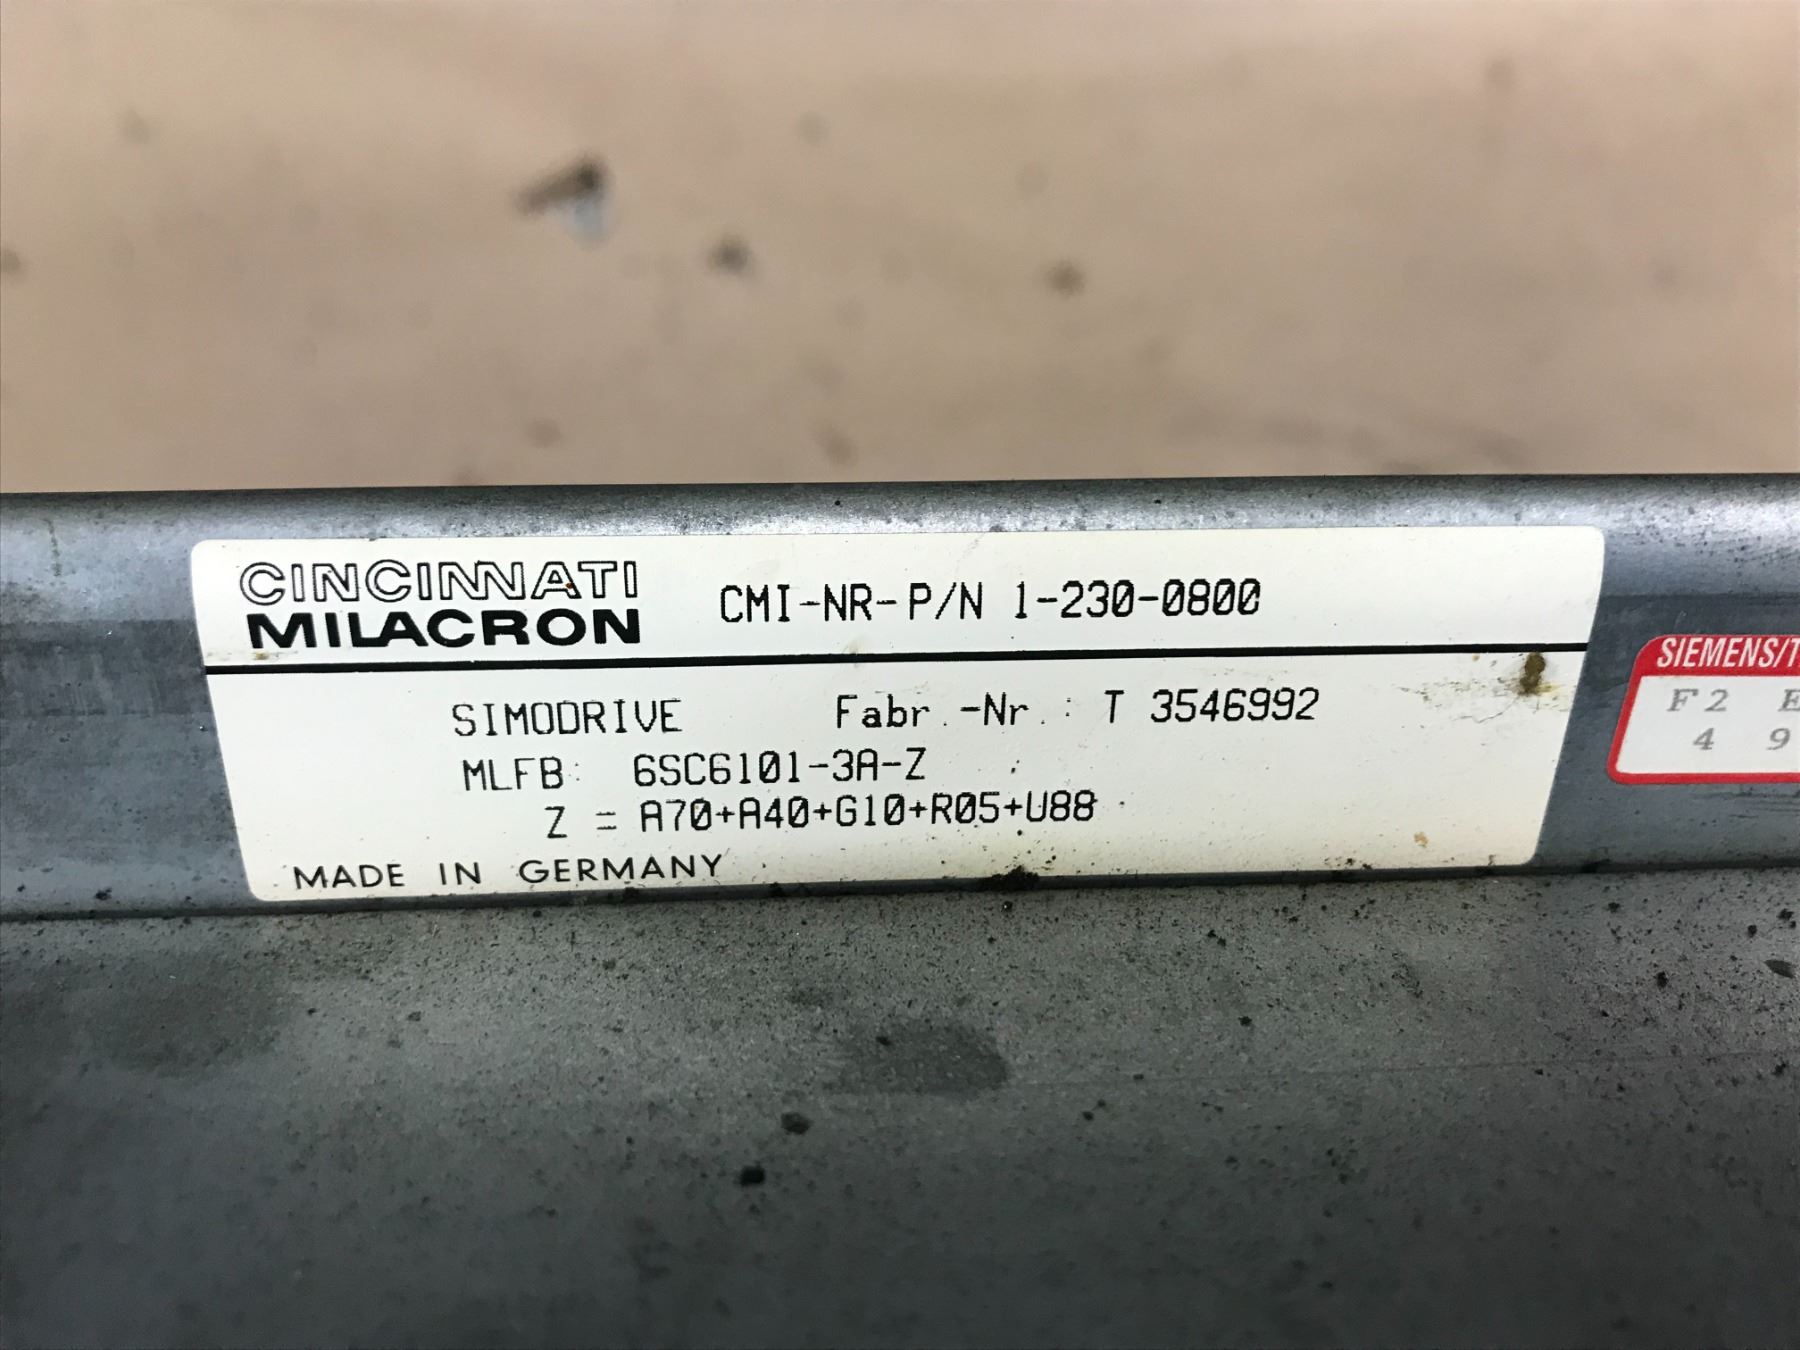 CINCINNATI
MILACRON
CMI-NR-P/N 1-230-0800
SIMODRIVE Fabr.-Nr.: T 3546992
MLFB: 6SC6101-3A-Z
Z = A70+A40+G10+R05+U88
MADE IN GERMANY
SIEMENS/T
F2 E
4 9